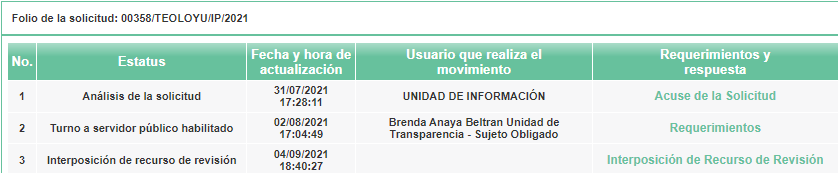 Folio de la solicitud: 00358/TEOLOYU/IP/2021
No. Estatus Fecha y hora de actualización Usuario que realiza el movimiento Requerimientos y respuesta
1 Análisis de la solicitud 31/07/2021 17:28:11 UNIDAD DE INFORMACIÓN Acuse de la Solicitud
2 Turno a servidor público habilitado 02/08/2021 17:04:49 Brenda Anaya Beltran Unidad de Transparencia - Sujeto Obligado Requerimientos
3 Interposición de recurso de revisión 04/09/2021 18:40:27 Interposición de Recurso de Revisión